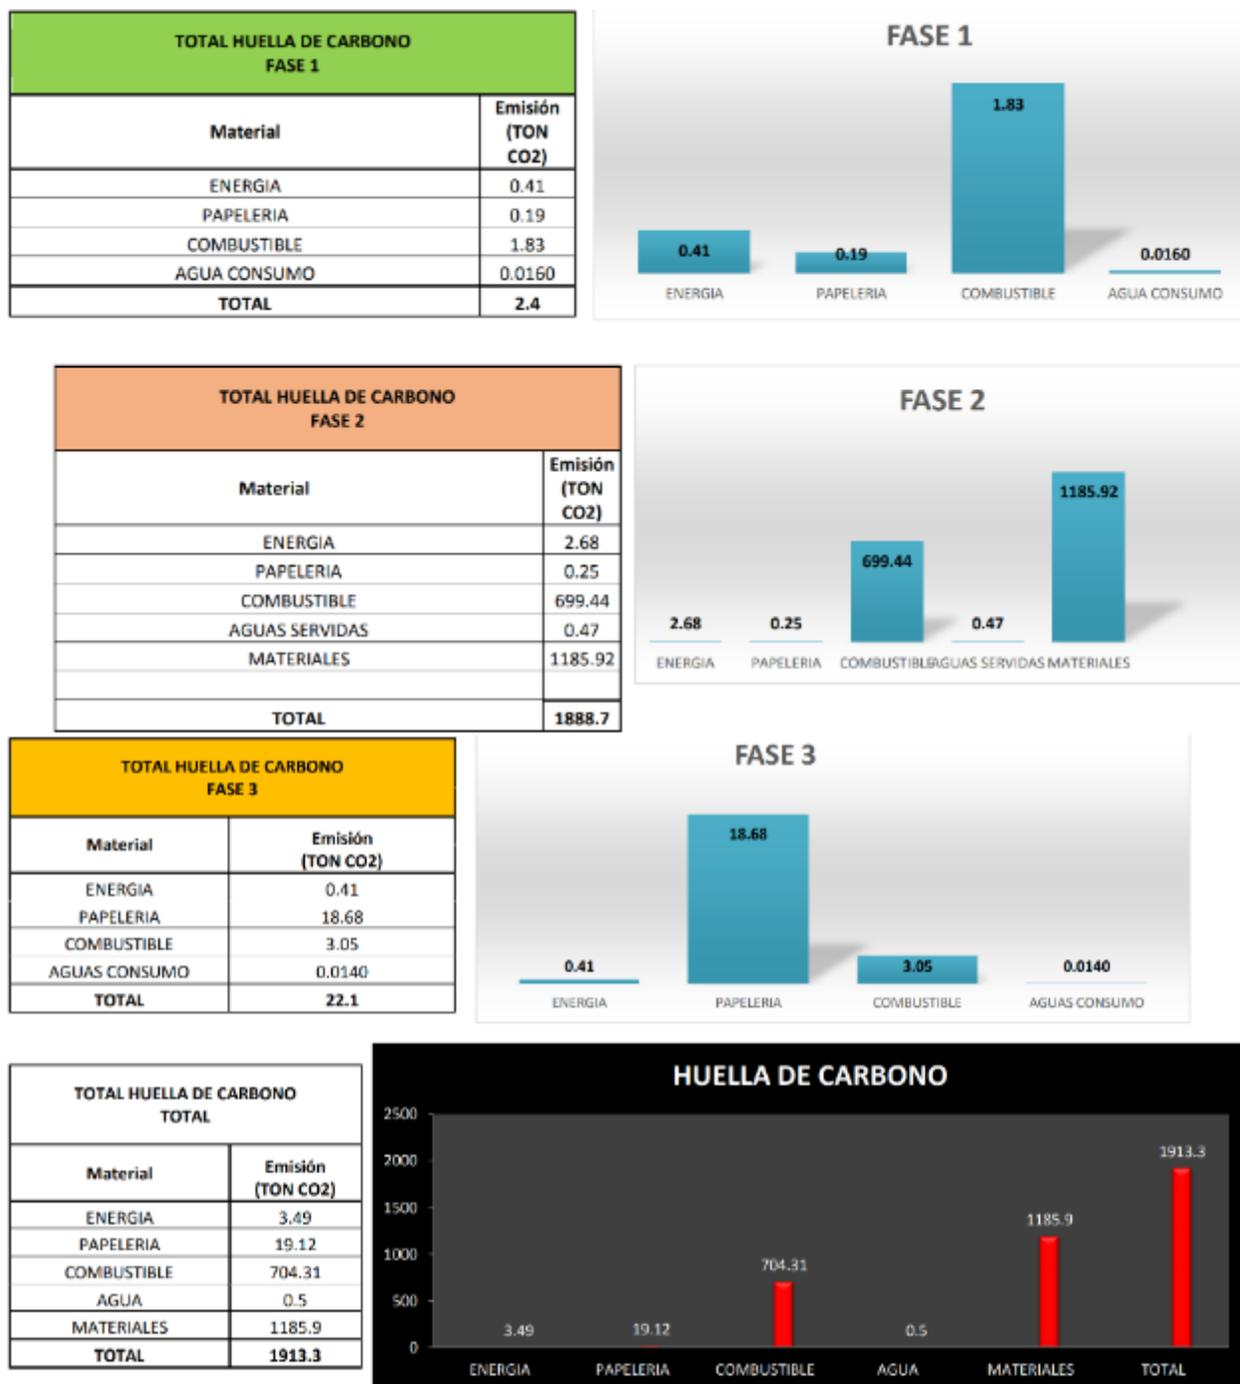 TOTAL HUELLA DE CARBONO
FASE 1
Material Emisión (TON CO2)
ENERGIA 0.41
PAPELERIA 0.19
COMBUSTIBLE 1.83
AGUA CONSUMO 0.0160
TOTAL 2.4
FASE 1
1.83
0.41 0.19 0.0160
ENERGIA PAPELERIA COMBUSTIBLE AGUA CONSUMO
TOTAL HUELLA DE CARBONO
FASE 2
Material Emisión (TON CO2)
ENERGIA 2.68
PAPELERIA 0.25
COMBUSTIBLE 699.44
AGUAS SERVIDAS 0.47
MATERIALES 1185.92
TOTAL 1888.7
FASE 2
1185.92
699.44
2.68 0.25 0.47
ENERGIA PAPELERIA COMBUSTIBLE AGUAS SERVIDAS MATERIALES
TOTAL HUELLA DE CARBONO
FASE 3
Material Emisión (TON CO2)
ENERGIA 0.41
PAPELERIA 18.68
COMBUSTIBLE 3.05
AGUAS CONSUMO 0.0140
TOTAL 22.1
FASE 3
18.68
0.41 3.05 0.0140
ENERGIA PAPELERIA COMBUSTIBLE AGUAS CONSUMO
TOTAL HUELLA DE CARBONO
TOTAL
Material Emisión (TON CO2)
ENERGIA 3.49
PAPELERIA 19.12
COMBUSTIBLE 704.31
AGUA 0.5
MATERIALES 1185.9
TOTAL 1913.3
HUELLA DE CARBONO
2500
2000
1500
1000
500
0
3.49 19.12 704.31 0.5 1185.9 1913.3
ENERGIA PAPELERIA COMBUSTIBLE AGUA MATERIALES TOTAL